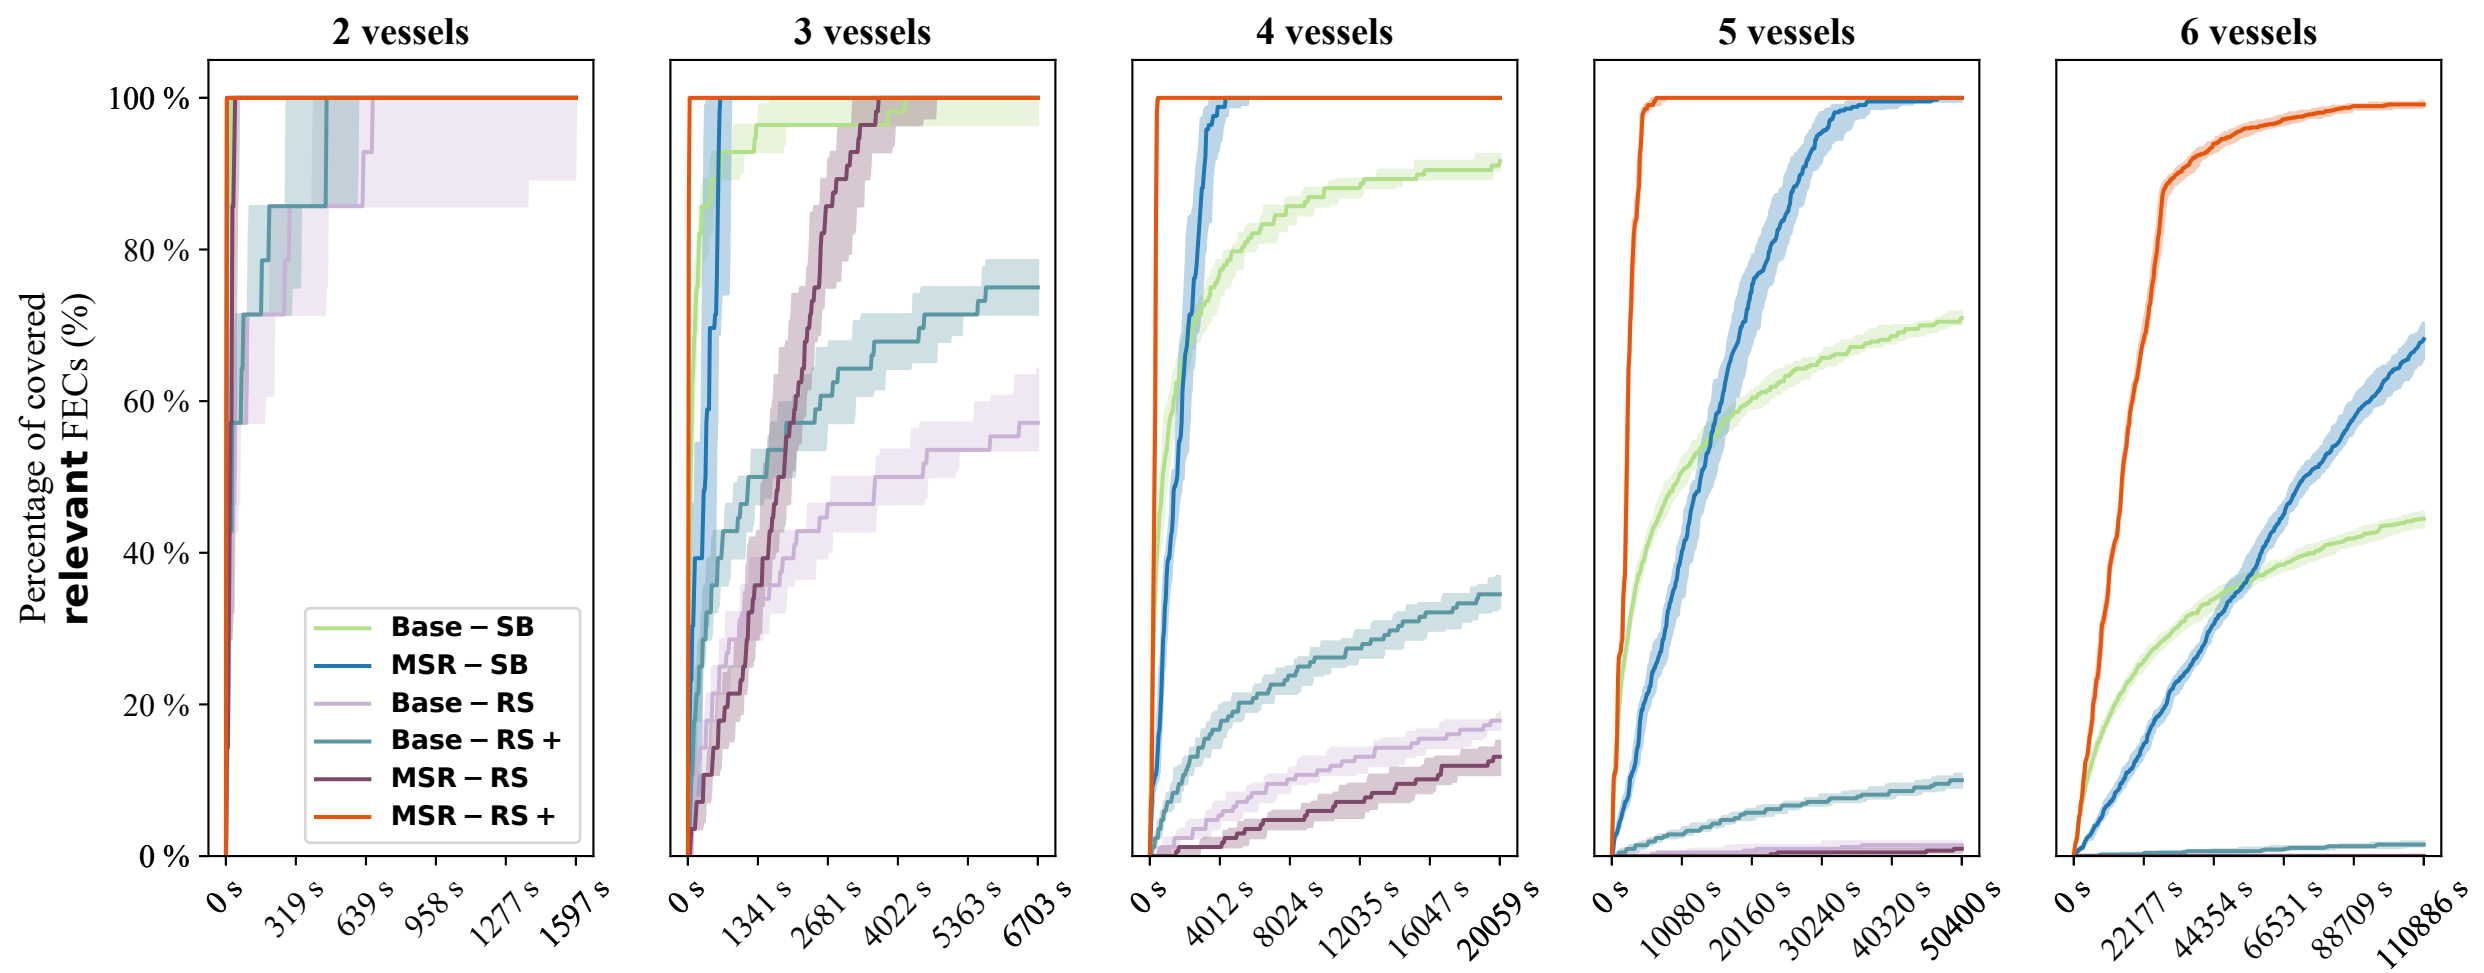 2 vessels
3 vessels
4 vessels
5 vessels
6 vessels
Percentage of covered
relevant FECs (%)
100 %
80 %
60 %
40 %
20 %
0 %
Base – SB
MSR – SB
Base – RS
Base – RS +
MSR – RS
MSR – RS +
0 s
319 s
639 s
958 s
1277 s
1597 s
0 s
1341 s
2681 s
4022 s
5363 s
6703 s
0 s
4012 s
8024 s
12035 s
16047 s
20059 s
0 s
10080 s
20160 s
30240 s
40320 s
50400 s
0 s
22177 s
44354 s
66531 s
88709 s
110886 s